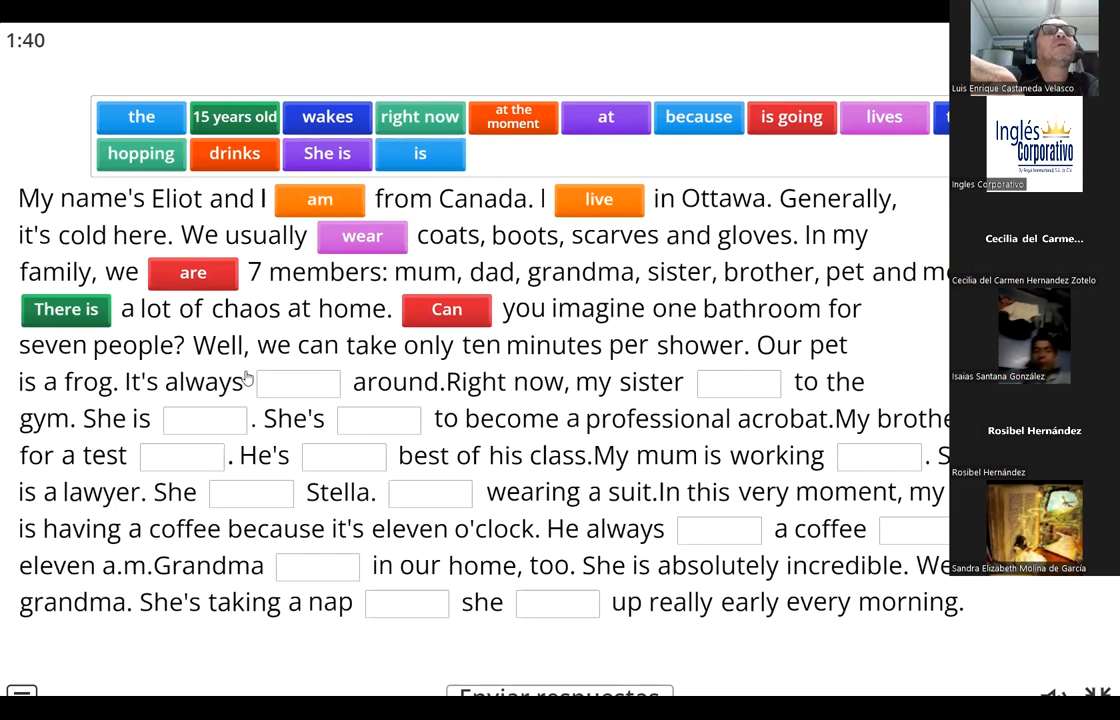 1:40
the 15 years old wakes right now at the moment at because is going lives
hopping drinks She is is
My name's Eliot and I am from Canada. I live in Ottawa. Generally,
it's cold here. We usually wear coats, boots, scarves and gloves. In my
family, we are 7 members: mum, dad, grandma, sister, brother, pet and
There is a lot of chaos at home. Can you imagine one bathroom for
seven people? Well, we can take only ten minutes per shower. Our pet
is a frog. It's always around.Right now, my sister to the
gym. She is . She's to become a professional acrobat.My
for a test . He's best of his class.My mum is working .
is a lawyer. She Stella. wearing a suit.In this very moment, my
is having a coffee because it's eleven o'clock. He always a coffee
eleven a.m.Grandma in our home, too. She is absolutely incredible. We
grandma. She's taking a nap she up really early every morning.
Enviar respuestas
Luis Enrique Castaneda Velasco
Inglés
Corporativo
Ingles Corporativo
Cecilia del Carme...
Cecilia del Carmen Hernandez Zotelo
Isaias Santana González
Rosibel Hernández
Rosibel Hernández
Sandra Elizabeth Molina de García